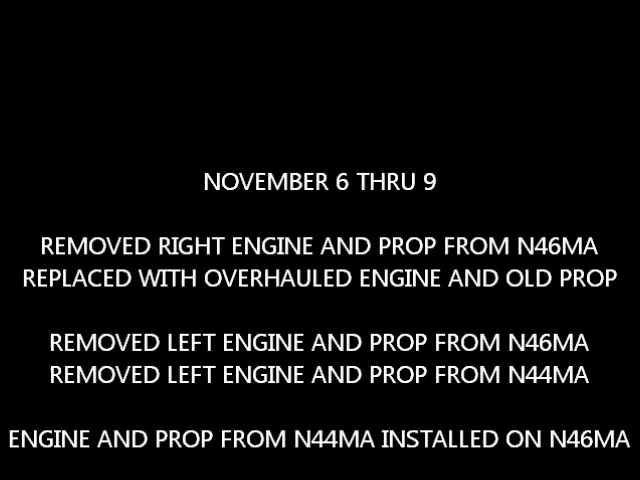 NOVEMBER 6 THRU 9
REMOVED RIGHT ENGINE AND PROP FROM N46MA
REPLACED WITH OVERHAULED ENGINE AND OLD PROP
REMOVED LEFT ENGINE AND PROP FROM N46MA
REMOVED LEFT ENGINE AND PROP FROM N44MA
ENGINE AND PROP FROM N44MA INSTALLED ON N46MA